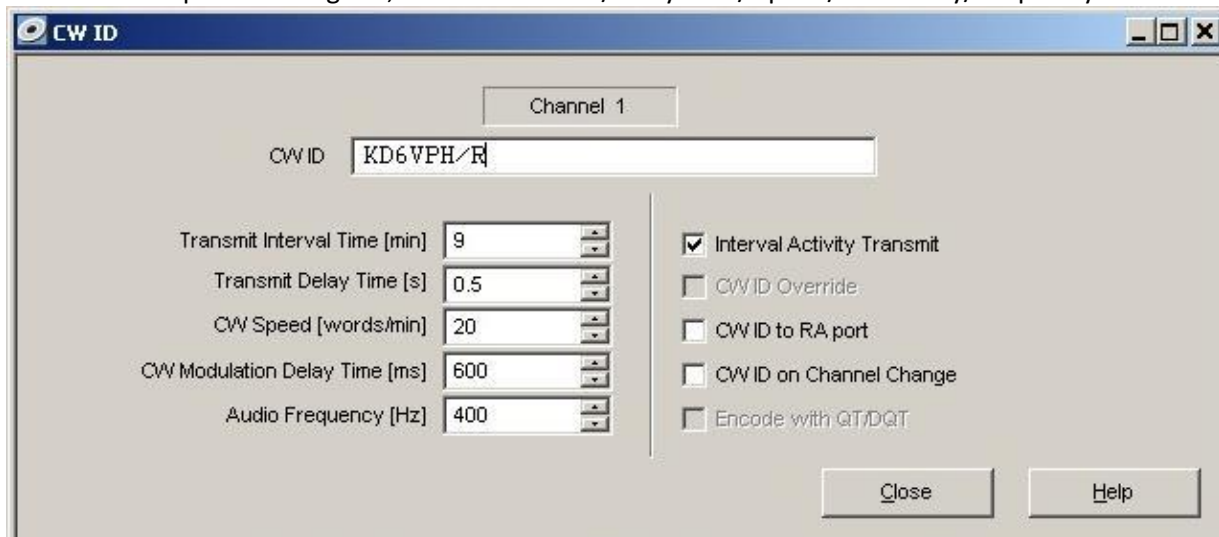 CW ID
Channel 1
CW ID KD6VPH/R
Transmit Interval Time [min] 9
Transmit Delay Time [s] 0.5
CW Speed [words/min] 20
CW Modulation Delay Time [ms] 600
Audio Frequency [Hz] 400
Interval Activity Transmit
CW ID Override
CW ID to RA port
CW ID on Channel Change
Encode with QT/DQT
Close Help